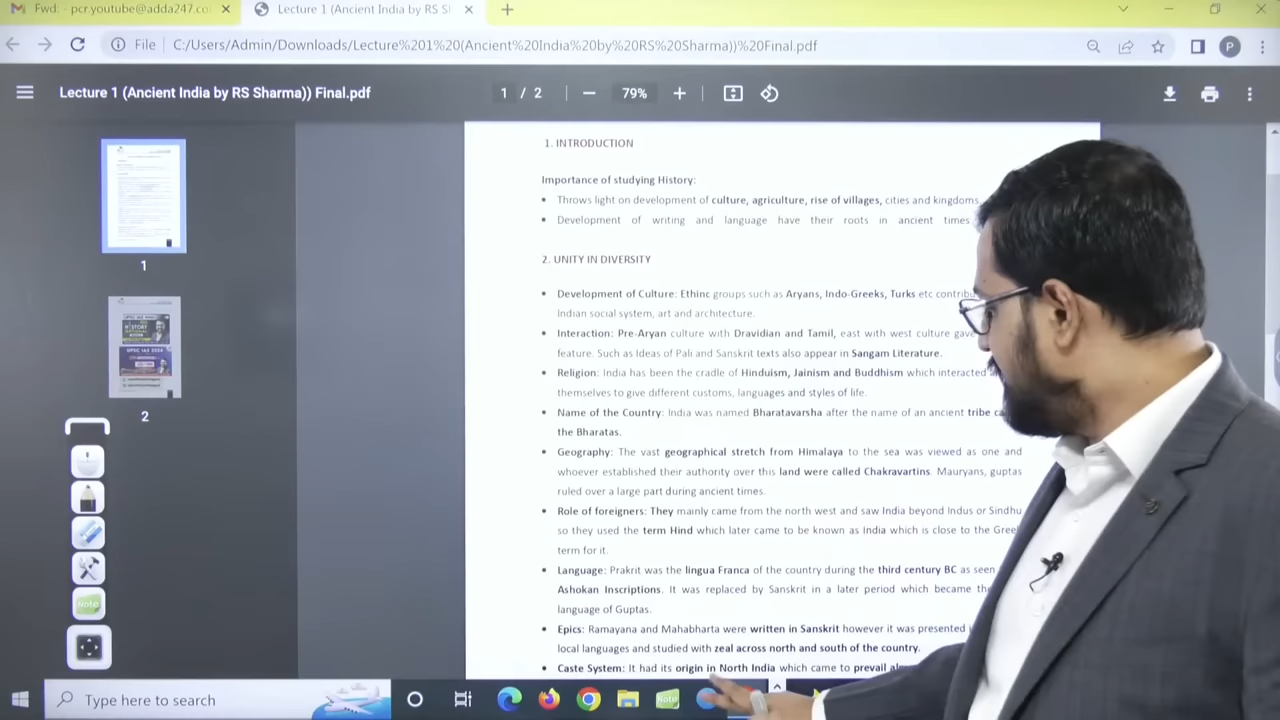 Fwd: - pcr.youtube@adda247.co
Lecture 1 (Ancient India by RS S
File
C:/Users/Admin/Downloads/Lecture%201%20(Ancient%20India%20by%20RS%20Sharma))%20Final.pdf
P
Lecture 1 (Ancient India by RS Sharma)) Final.pdf
1 / 2
79%
1. INTRODUCTION
Importance of studying History:
• Throws light on development of culture, agriculture, rise of villages, cities and kingdoms.
• Development of writing and language have their roots in ancient times
2. UNITY IN DIVERSITY
• Development of Culture: Ethinc groups such as Aryans, Indo-Greeks, Turks etc contribu
Indian social system, art and architecture.
• Interaction: Pre-Aryan culture with Dravidian and Tamil, east with west culture gave
feature. Such as Ideas of Pali and Sanskrit texts also appear in Sangam Literature.
• Religion: India has been the cradle of Hinduism, Jainism and Buddhism which interacted
themselves to give different customs, languages and styles of life.
• Name of the Country: India was named Bharatavarsha after the name of an ancient tribe ca
the Bharatas.
• Geography: The vast geographical stretch from Himalaya to the sea was viewed as one and
whoever established their authority over this land were called Chakravartins. Mauryans, guptas
ruled over a large part during ancient times.
• Role of foreigners: They mainly came from the north west and saw India beyond Indus or Sindhu
so they used the term Hind which later came to be known as India which is close to the Gree
term for it.
• Language: Prakrit was the lingua Franca of the country during the third century BC as seen
Ashokan Inscriptions. It was replaced by Sanskrit in a later period which became the
language of Guptas.
• Epics: Ramayana and Mahabharta were written in Sanskrit however it was presented
local languages and studied with zeal across north and south of the country.
• Caste System: It had its origin in North India which came to prevail
1
HISTORY
UPSC IAS 2024
2
Note
Type here to search
Note